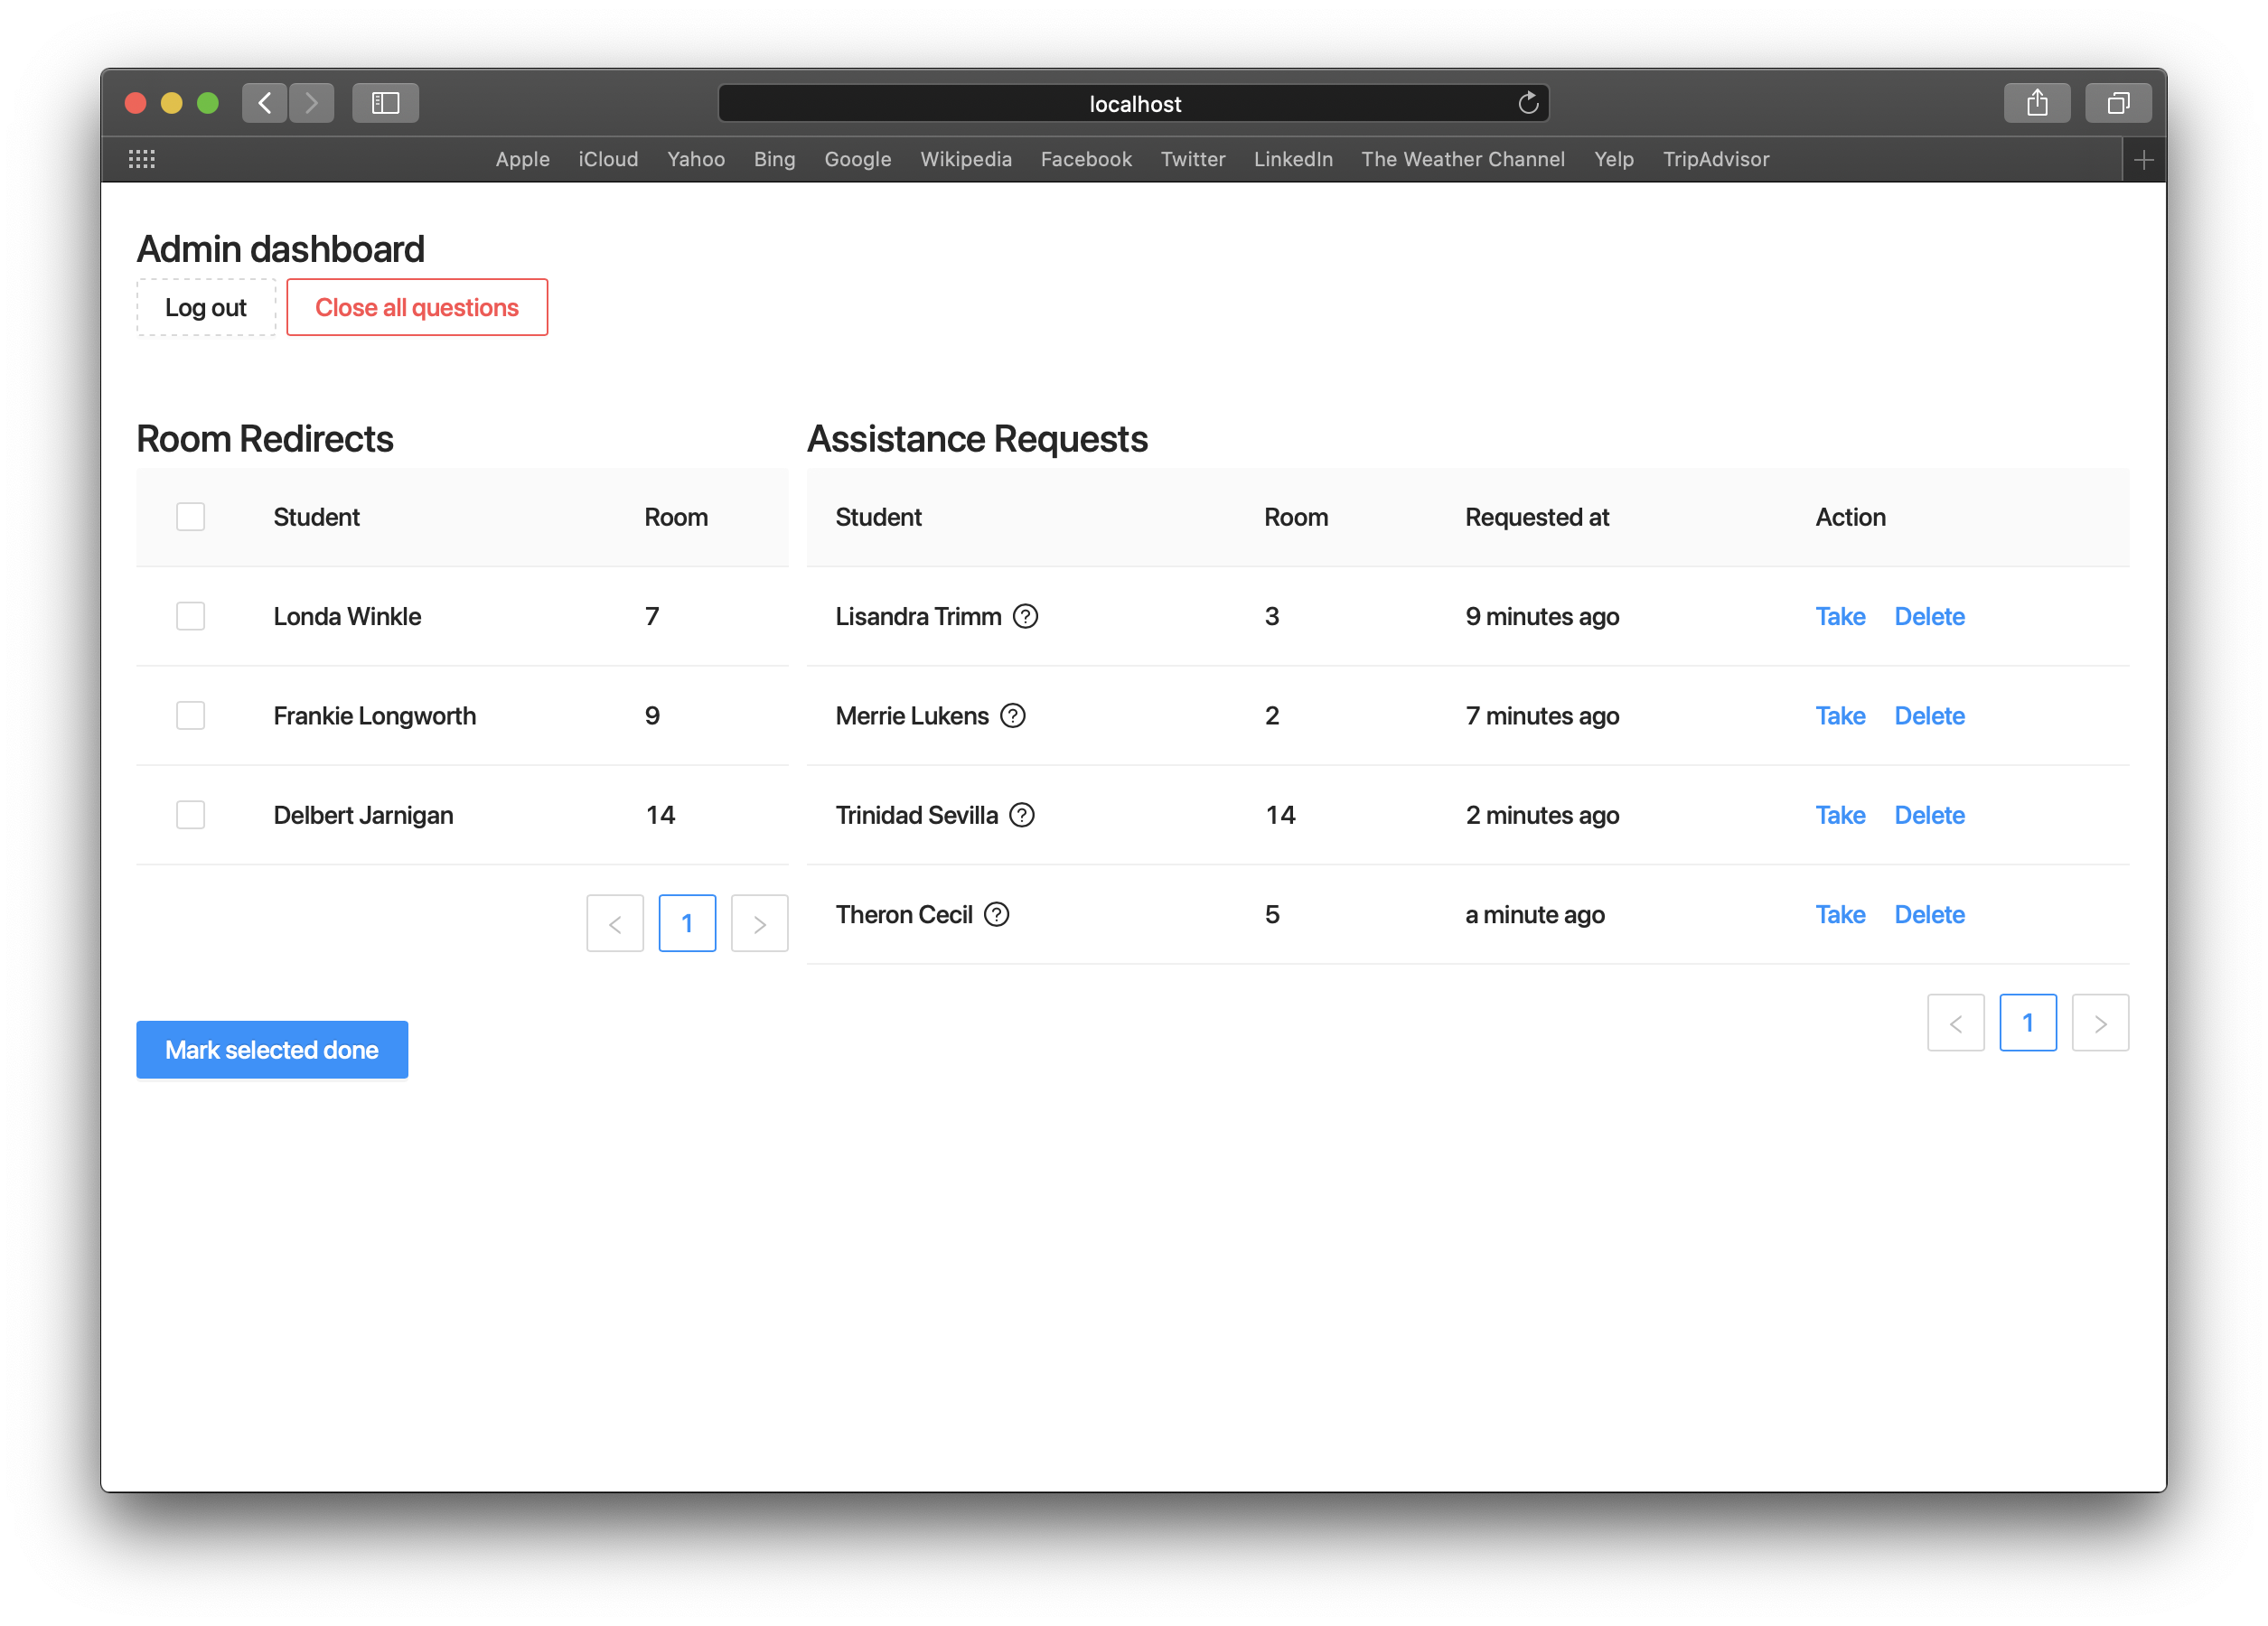 localhost
Apple iCloud Yahoo Bing Google Wikipedia Facebook Twitter LinkedIn The Weather Channel Yelp TripAdvisor
Admin dashboard
Log out Close all questions
Room Redirects
Student Room
Londa Winkle 7
Frankie Longworth 9
Delbert Jarnigan 14
< 1 >
Mark selected done
Assistance Requests
Student Room Requested at Action
Lisandra Trimm ? 3 9 minutes ago Take Delete
Merrie Lukens ? 2 7 minutes ago Take Delete
Trinidad Sevilla ? 14 2 minutes ago Take Delete
Theron Cecil ? 5 a minute ago Take Delete
< 1 >